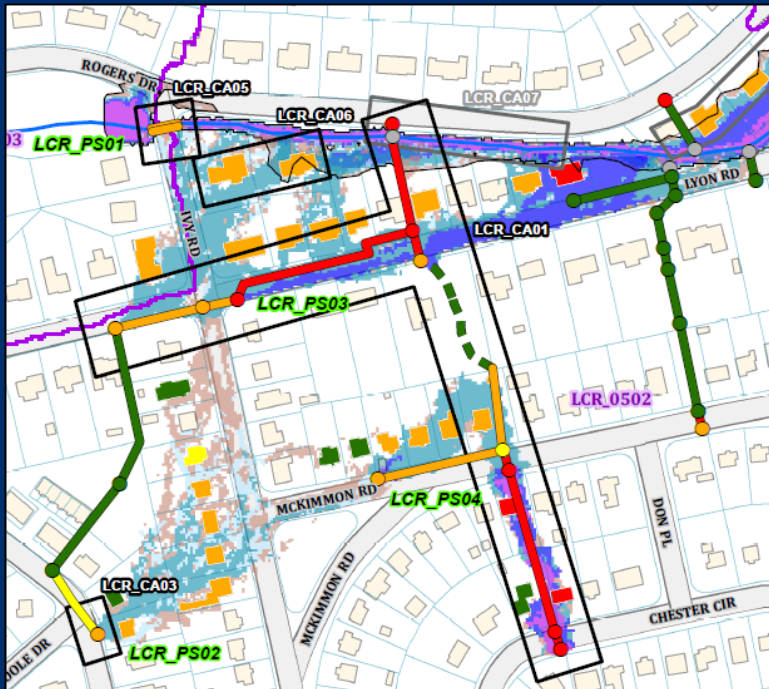 ROGERS DR
LCR_CA05
LCR_CA06
LCR_CA07
03
LCR_PS01
LYON RD
IVY RD
LCR_CA01
LCR_PS03
LCR_0502
MCKIMMON RD
LCR_PS04
DON PL
LCR_CA03
MCKIMMON RD
CHESTER CIR
OOLE DR
LCR_PS02